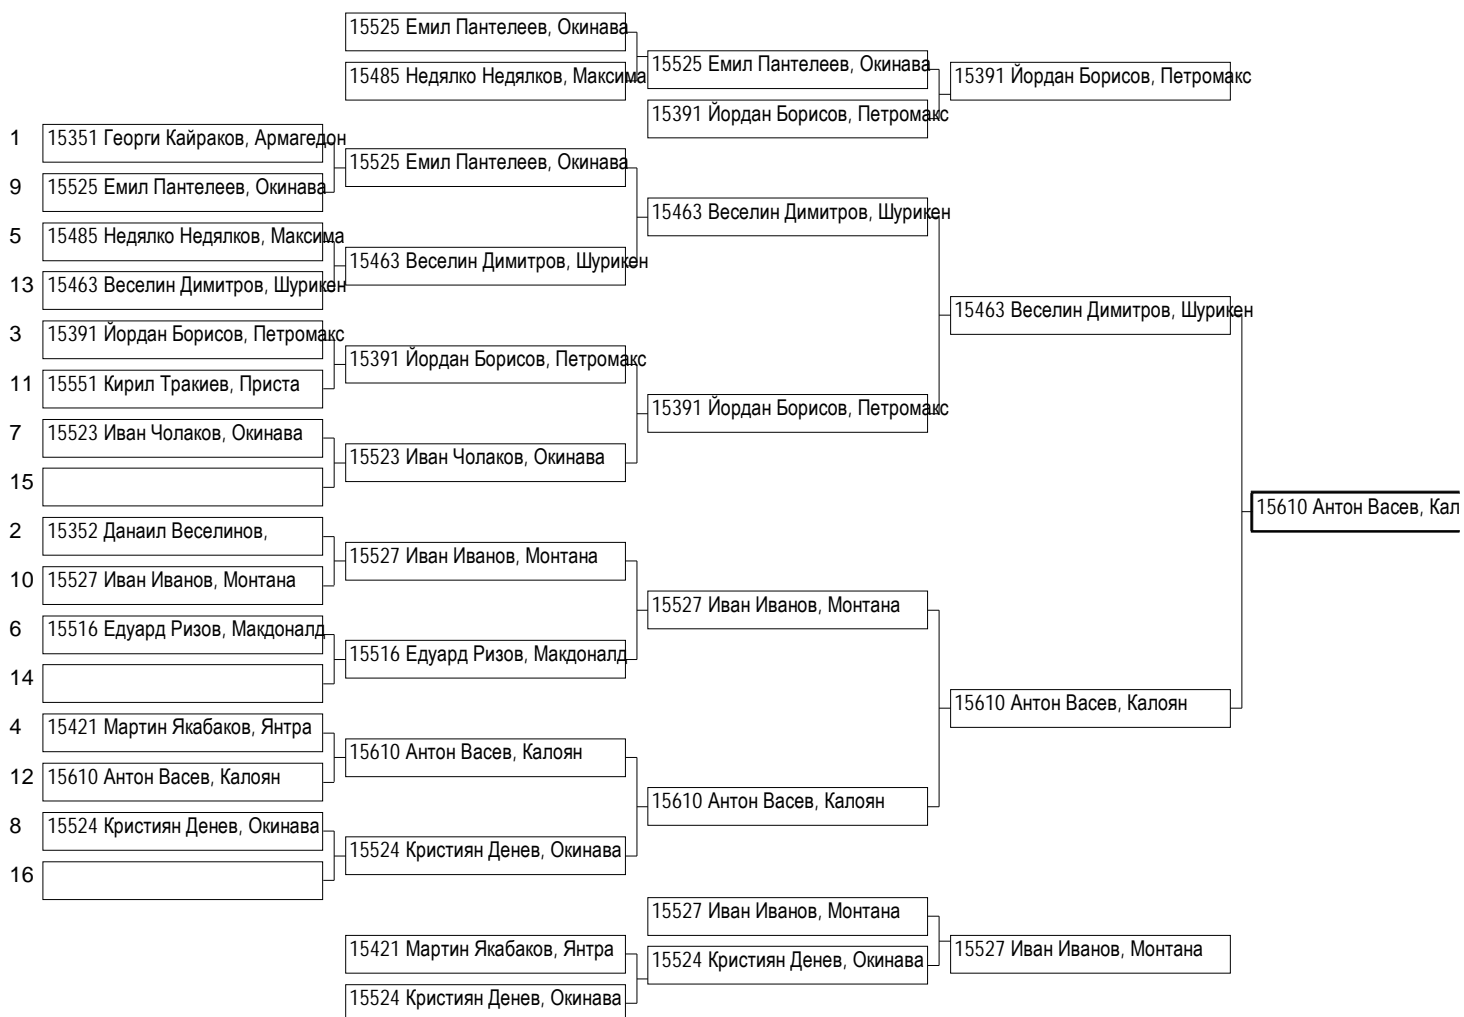 15525 Емил Пантелеев, Окинава
15485 Недялко Недялков, Максима
15525 Емил Пантелеев, Окинава
15391 Йордан Борисов, Петромакс
15391 Йордан Борисов, Петромакс
1 15351 Георги Кайраков, Армагедон
9 15525 Емил Пантелеев, Окинава
5 15485 Недялко Недялков, Максима
13 15463 Веселин Димитров, Шурикен
3 15391 Йордан Борисов, Петромакс
11 15551 Кирил Тракиев, Приста
7 15523 Иван Чолаков, Окинава
15
2 15352 Данаил Веселинов,
10 15527 Иван Иванов, Монтана
6 15516 Едуард Ризов, Макдоналд
14
4 15421 Мартин Якабаков, Янтра
12 15610 Антон Васев, Калоян
8 15524 Кристиян Денев, Окинава
16
15525 Емил Пантелеев, Окинава
15463 Веселин Димитров, Шурикен
15391 Йордан Борисов, Петромакс
15523 Иван Чолаков, Окинава
15527 Иван Иванов, Монтана
15516 Едуард Ризов, Макдоналд
15610 Антон Васев, Калоян
15524 Кристиян Денев, Окинава
15463 Веселин Димитров, Шурикен
15391 Йордан Борисов, Петромакс
15527 Иван Иванов, Монтана
15610 Антон Васев, Калоян
15463 Веселин Димитров, Шурикен
15610 Антон Васев, Калоян
15610 Антон Васев, Кал
15421 Мартин Якабаков, Янтра
15524 Кристиян Денев, Окинава
15527 Иван Иванов, Монтана
15524 Кристиян Денев, Окинава
15527 Иван Иванов, Монтана